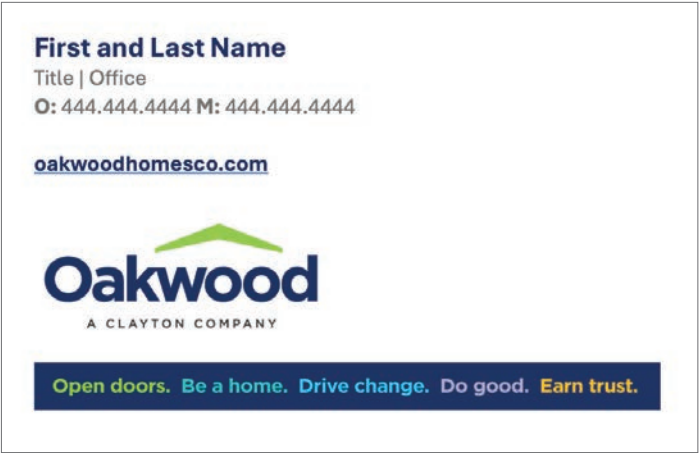 First and Last Name
Title | Office
O: 444.444.4444 M: 444.444.4444
oakwoodhomesco.com
Oakwood
A CLAYTON COMPANY
Open doors. Be a home. Drive change. Do good. Earn trust.